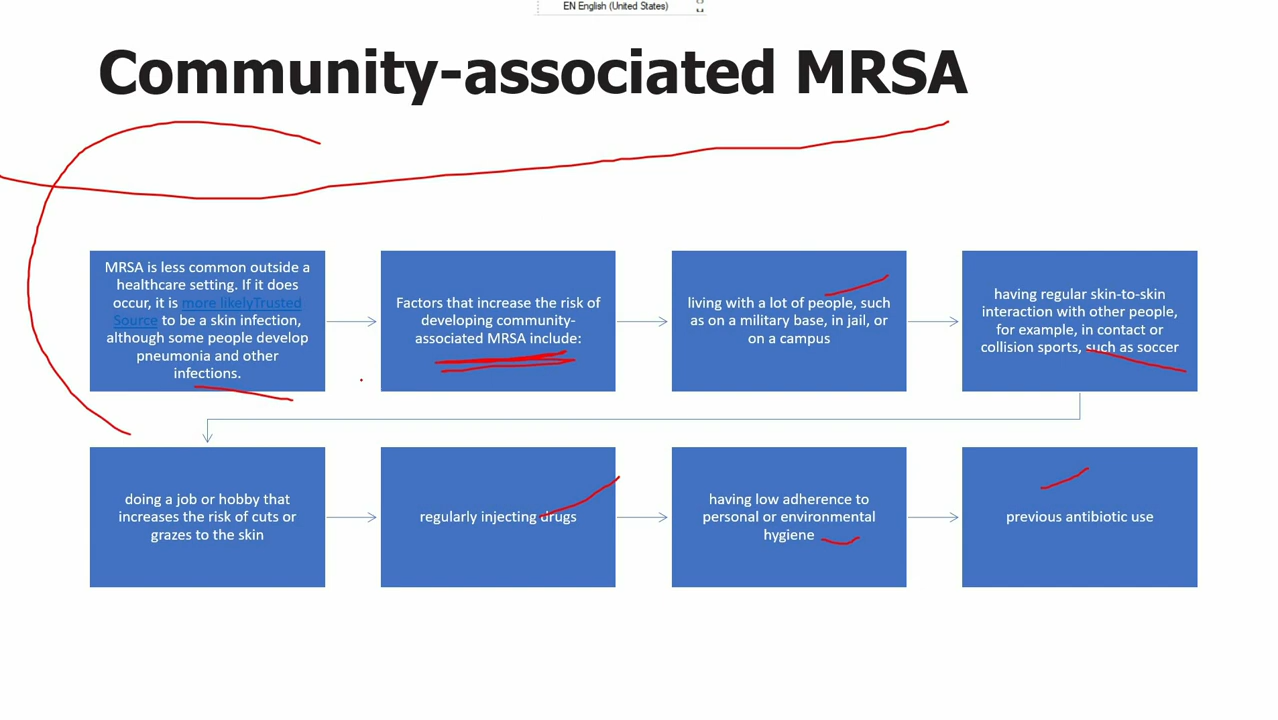 EN English (United States)
Community-associated MRSA
MRSA is less common outside a
healthcare setting. If it does
occur, it is more likelyTrusted
Source to be a skin infection,
although some people develop
pneumonia and other
infections.
Factors that increase the risk of
developing community-
associated MRSA include:
living with a lot of people, such
as on a military base, in jail, or
on a campus
having regular skin-to-skin
interaction with other people,
for example, in contact or
collision sports, such as soccer
doing a job or hobby that
increases the risk of cuts or
grazes to the skin
regularly injecting drugs
having low adherence to
personal or environmental
hygiene
previous antibiotic use